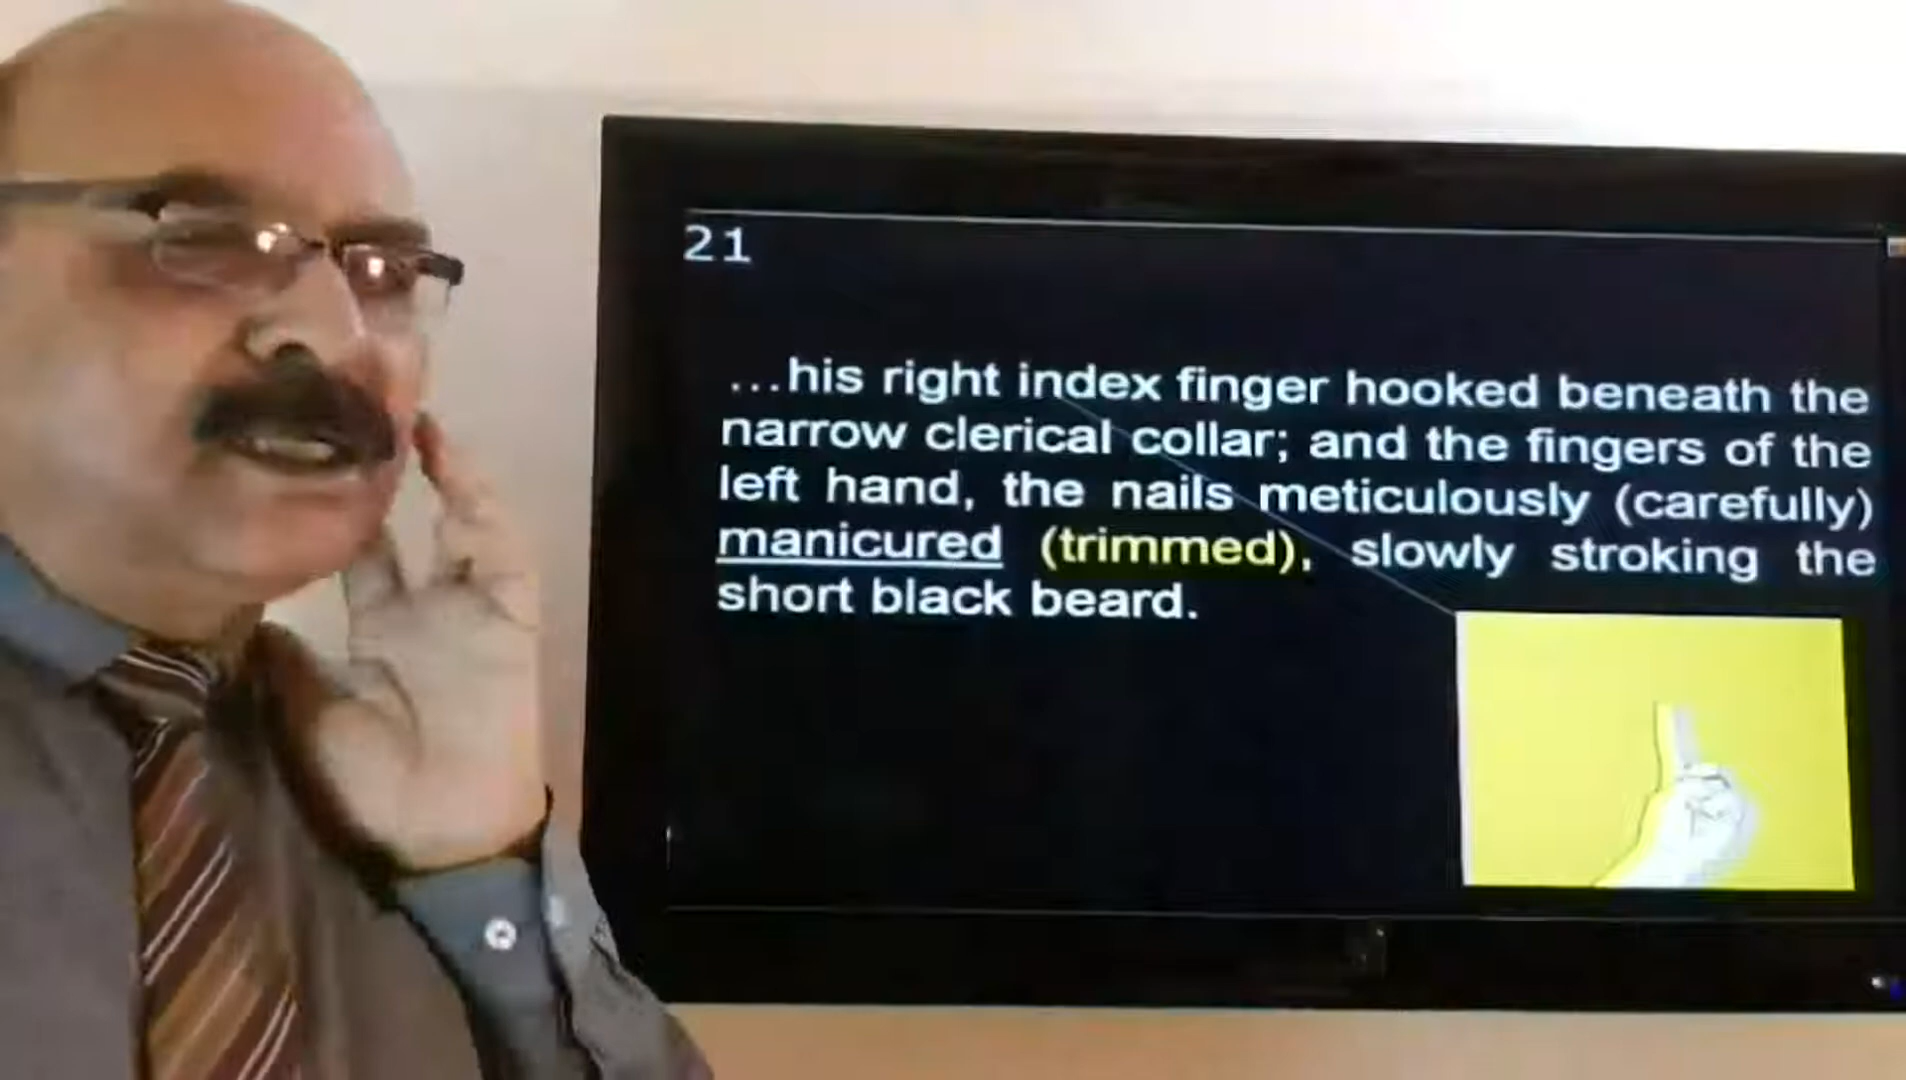 21
...his right index finger hooked beneath the
narrow clerical collar; and the fingers of the
left hand, the nails meticulously (carefully)
manicured (trimmed), slowly stroking the
short black beard.